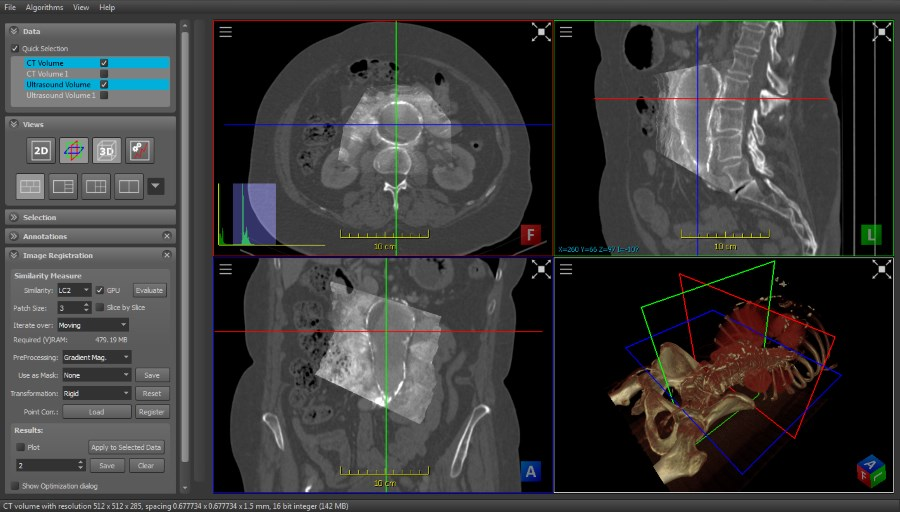 File Algorithms View Help
Data
Quick Selection
CT Volume
CT Volume 1
Ultrasound Volume
Ultrasound Volume 1
Views
2D 3D
Selection
Annotations
Image Registration
Similarity Measure
Similarity: LC2 GPU Evaluate
Patch Size: 3 Slice by Slice
Iterate over: Moving
Required (V)RAM: 479.19 MB
PreProcessing: Gradient Mag.
Use as Mask: None Save
Transformation: Rigid Reset
Point Corr.: Load Register
Results:
Plot Apply to Selected Data
2 Save Clear
Show Optimization dialog
10 cm
F
10 cm
L
10 cm
A
A
F L
CT volume with resolution 512 x 512 x 285, spacing 0.677734 x 0.677734 x 1.5 mm, 16 bit integer (142 MB)